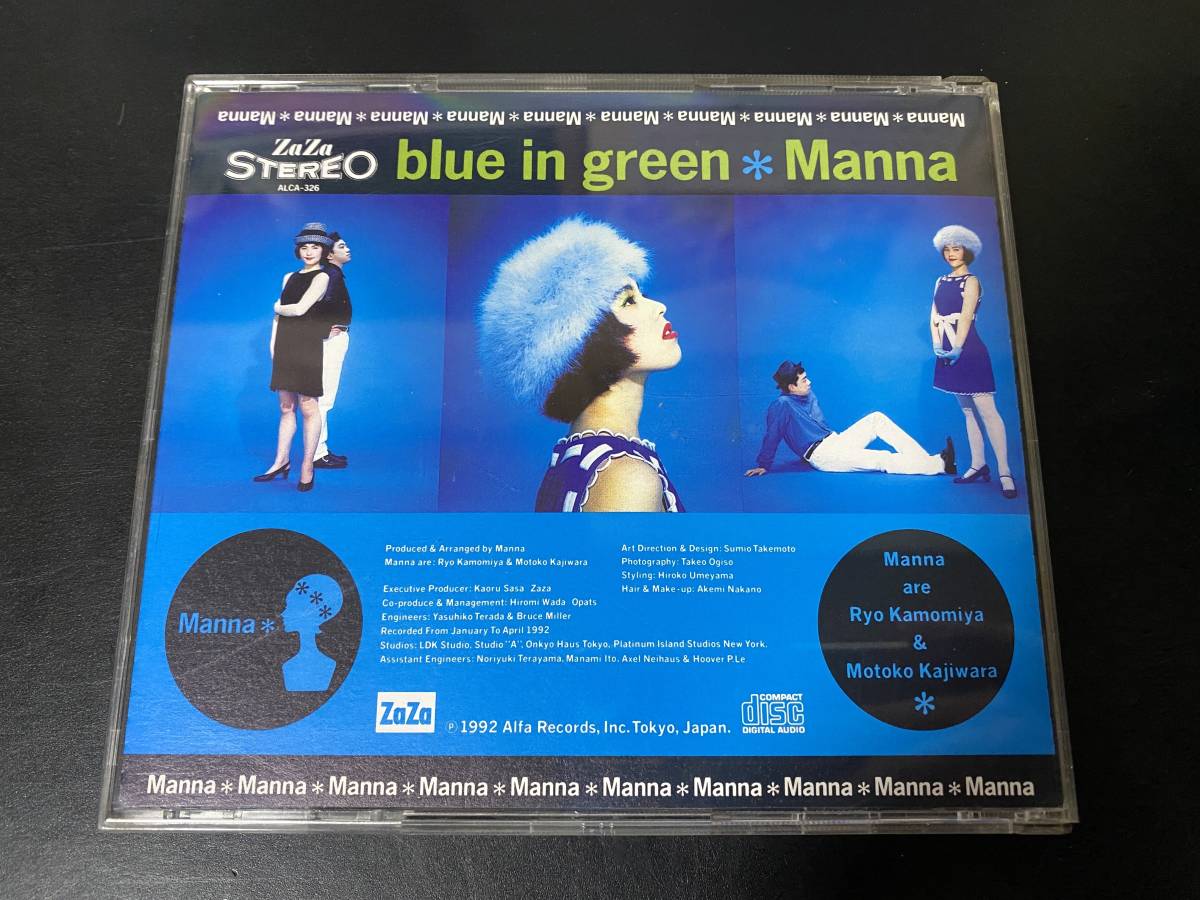 Manna * Manna * Manna * Manna * Manna * Manna * Manna * Manna * Manna * Manna
ZaZa
STEREO
ALCA-326
blue in green * Manna
Produced & Arranged by Manna
Manna are: Ryo Kamomiya & Motoko Kajiwara
Executive Producer: Kaoru Sasa Zaza
Co-produce & Management: Hiromi Wada Opats
Engineers: Yasuhiko Terada & Bruce Miller
Recorded From January To April 1992
Studios: LDK Studio, Studio "A", Onkyo Haus Tokyo, Platinum Island Studios New York.
Assistant Engineers: Noriyuki Terayama, Manami Ito, Axel Neihaus & Hoover P.Le
Art Direction & Design: Sumio Takemoto
Photography: Takeo Ogiso
Styling: Hiroko Umeyama
Hair & Make-up: Akemi Nakano
Manna *
Manna
are
Ryo Kamomiya
&
Motoko Kajiwara
*
ZaZa
℗ 1992 Alfa Records, Inc. Tokyo, Japan.
COMPACT
disc
DIGITAL AUDIO
Manna * Manna * Manna * Manna * Manna * Manna * Manna * Manna * Manna * Manna